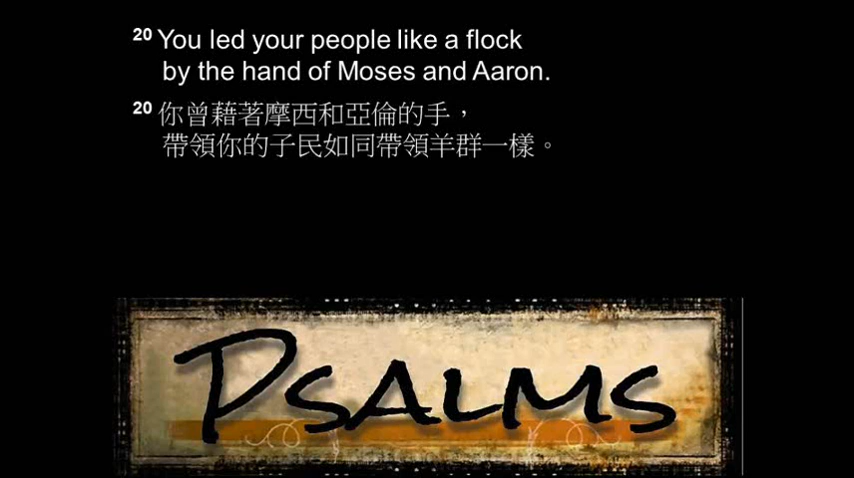 20 You led your people like a flock
by the hand of Moses and Aaron.
20 你曾藉著摩西和亞倫的手，
帶領你的子民如同帶領羊群一樣。
PSALMS